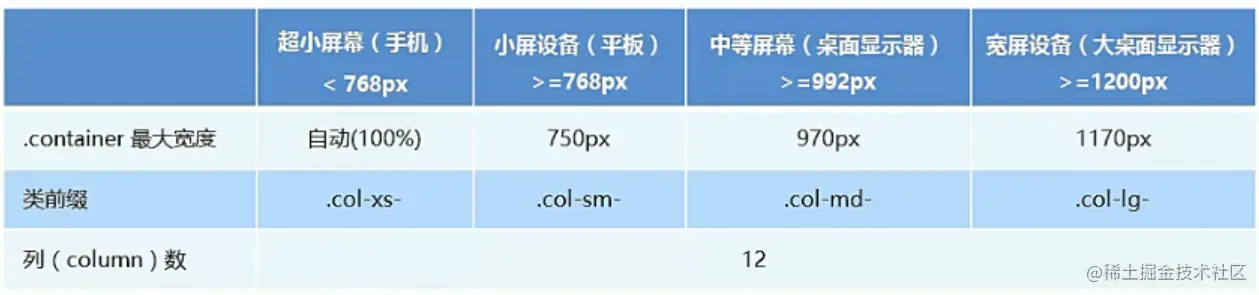 超小屏幕（手机） 小屏设备（平板） 中等屏幕（桌面显示器） 宽屏设备（大桌面显示器）
< 768px >=768px >=992px >=1200px
.container 最大宽度 自动(100%) 750px 970px 1170px
类前缀 .col-xs- .col-sm- .col-md- .col-lg-
列（column）数 12
@稀土掘金技术社区